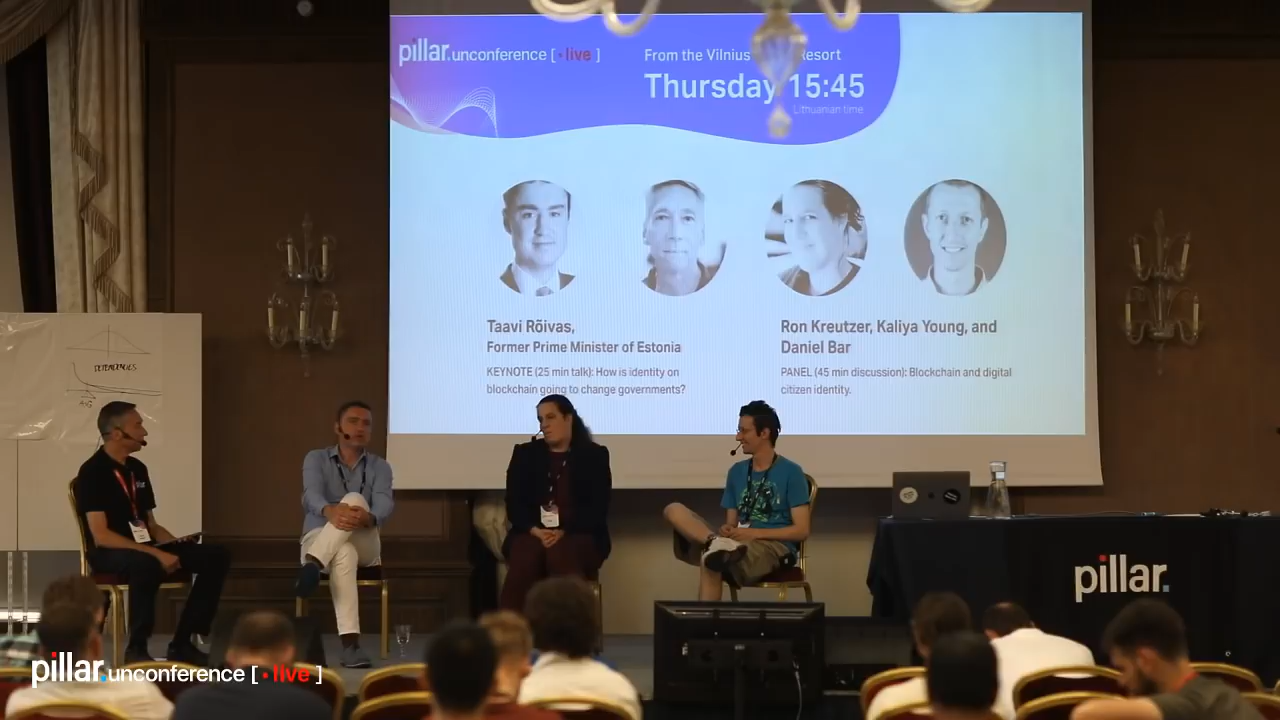 pillar.unconference [ • live ]
From the Vilnius Resort
Thursday 15:45
Lithuanian time
Taavi Rõivas,
Former Prime Minister of Estonia
KEYNOTE (25 min talk): How is identity on
blockchain going to change governments?
Ron Kreutzer, Kaliya Young, and
Daniel Bar
PANEL (45 min discussion): Blockchain and digital
citizen identity.
DEPENDENCIES
pillar.
pillar.unconference [ • live ]